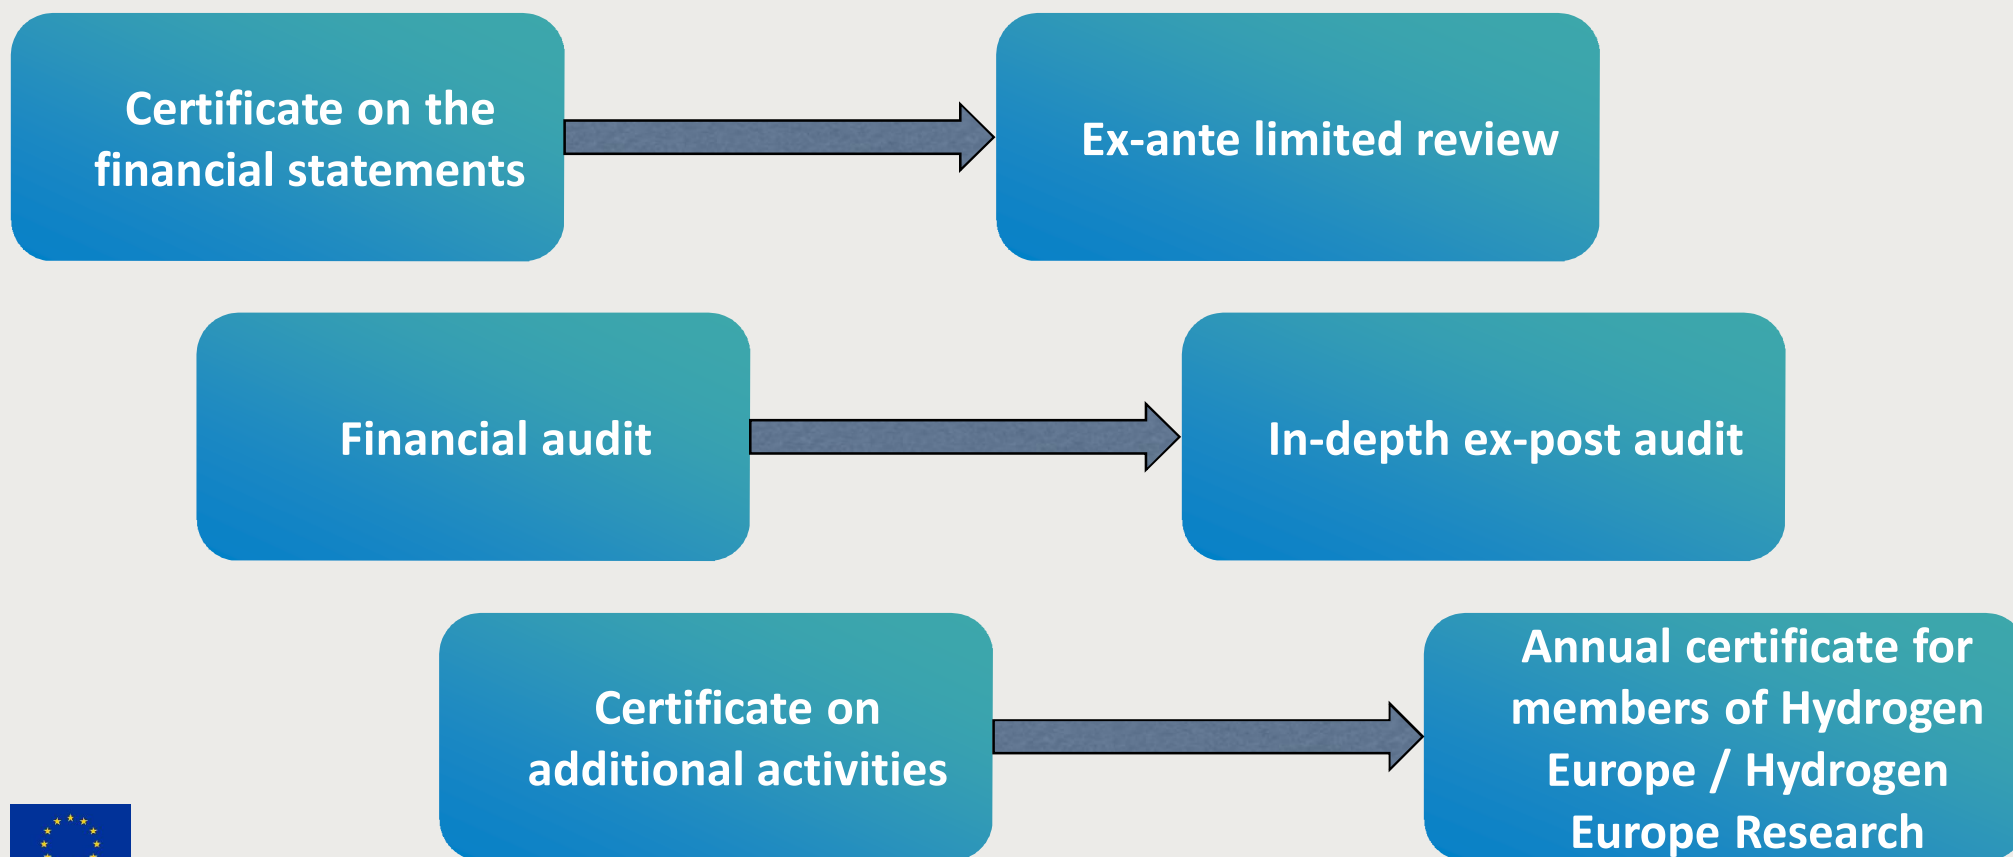 Certificate on the
financial statements
Ex-ante limited review
Financial audit
In-depth ex-post audit
Certificate on
additional activities
Annual certificate for
members of Hydrogen
Europe / Hydrogen
Europe Research